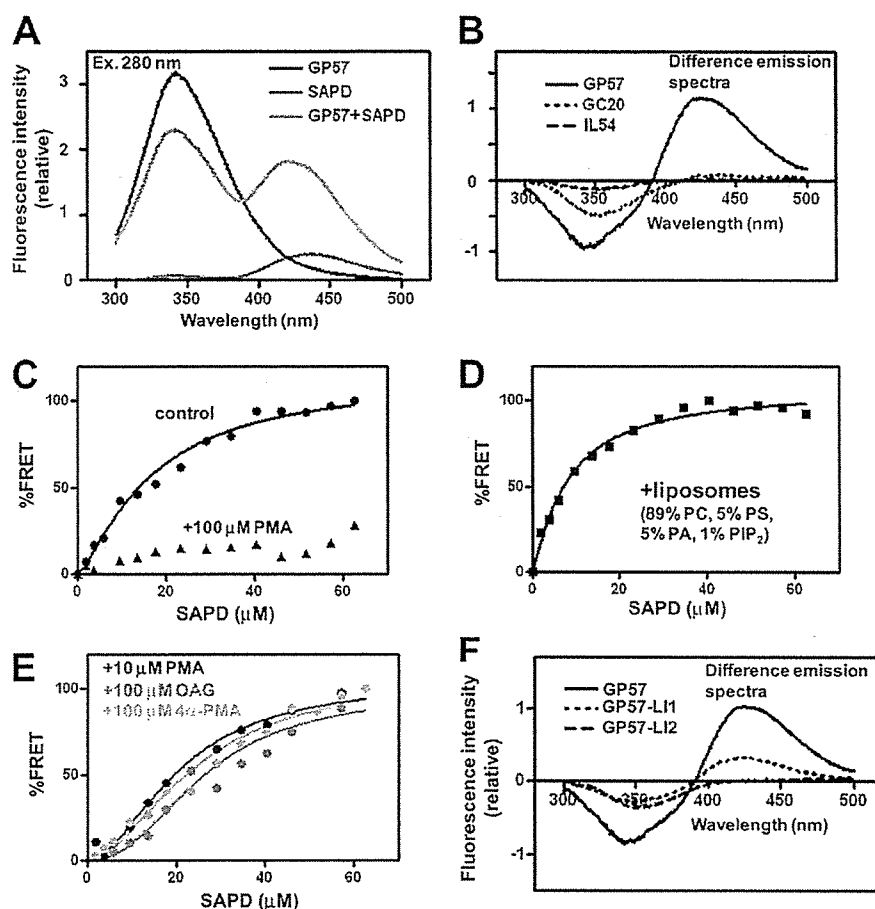 A
Ex. 280 nm
GP57
SAPD
GP57+SAPD
Fluorescence intensity
(relative)
3
2
1
0
300
350
400
450
500
Wavelength (nm)
B
Difference emission
spectra
GP57
GC20
IL54
1
0
-1
300
350
400
450
500
Wavelength (nm)
C
control
+100 μM PMA
%FRET
100
50
0
0
20
40
60
SAPD (μM)
D
+liposomes
(89% PC, 5% PS,
5% PA, 1% PIP₂)
%FRET
100
50
0
0
20
40
60
SAPD (μM)
E
+10 μM PMA
+100 μM OAG
+100 μM 4α-PMA
%FRET
100
50
0
0
20
40
60
SAPD (μM)
F
Difference emission
spectra
GP57
GP57-LI1
GP57-LI2
Fluorescence intensity
(relative)
1
0
-1
300
350
400
450
500
Wavelength (nm)